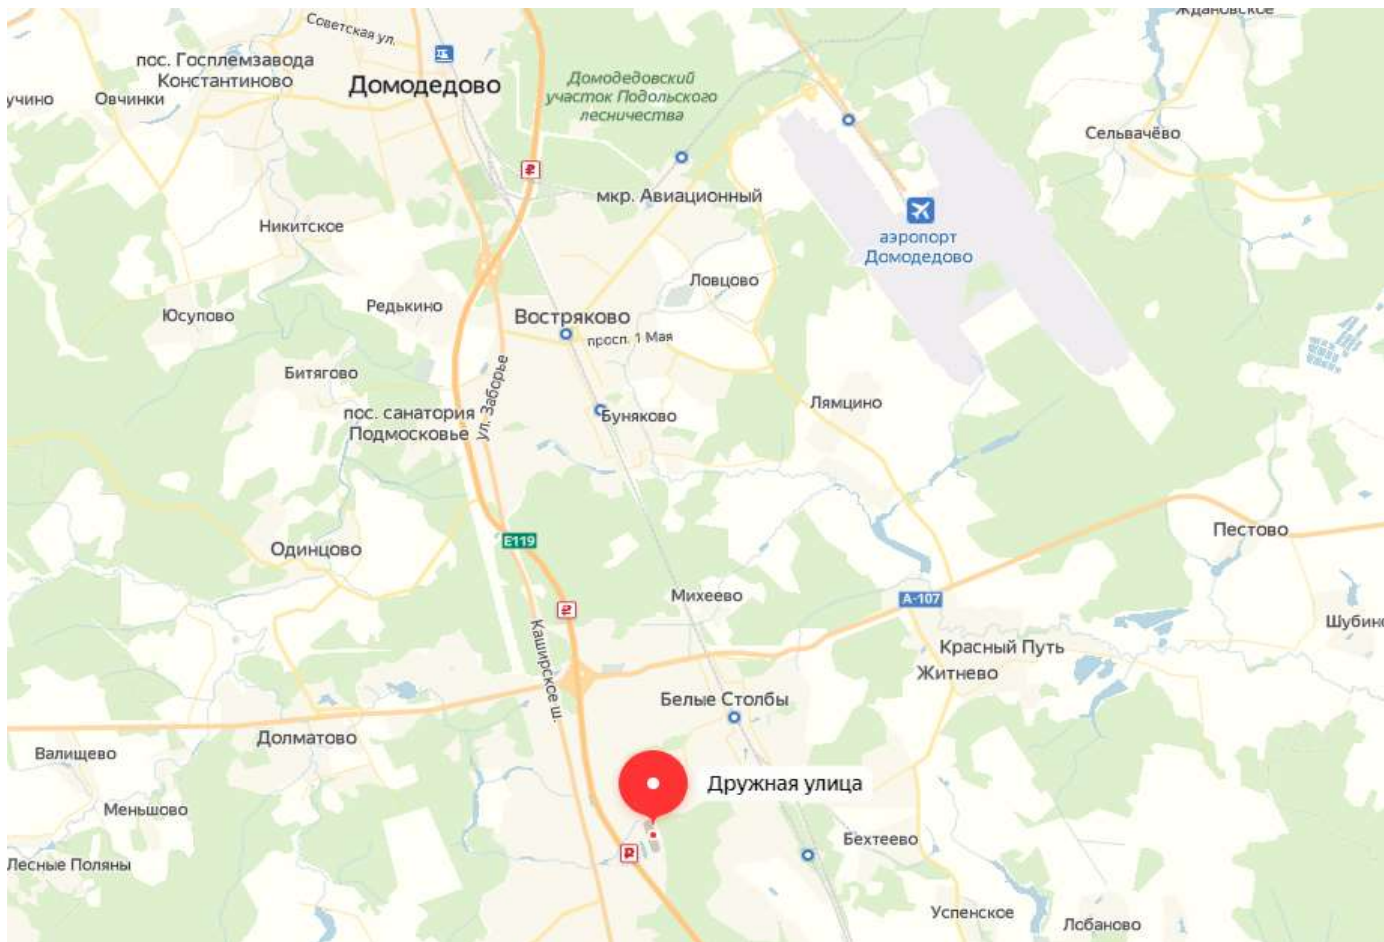 Ждановское
Советская ул.
пос. Госплемзавода
Константиново
Домодедово
Домодедовский
участок Подольского
лесничества
учино
Овчинки
Сельвачёво
мкр. Авиационный
Никитское
аэропорт
Домодедово
Ловцово
Редькино
Юсупово
Востряково
просп. 1 Мая
Битягово
ул. Заборье
пос. санатория
Подмосковье
Буняково
Лямцино
Пестово
E119
Одинцово
Михеево
А-107
Шубин
Каширское ш.
Красный Путь
Житнево
Белые Столбы
Долматово
Валищево
Дружная улица
Меньшово
Бехтеево
Лесные Поляны
Успенское
Лобаново